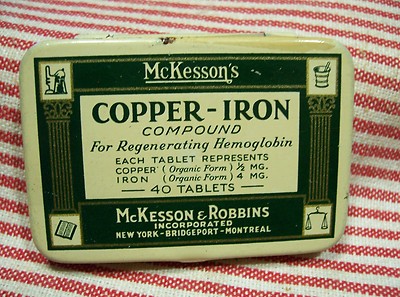 McKesson's
COPPER-IRON
COMPOUND
For Regenerating Hemoglobin
EACH TABLET REPRESENTS
COPPER (Organic Form) ½ MG.
IRON (Organic Form) 4 MG.
40 TABLETS
McKesson & Robbins
INCORPORATED
NEW YORK-BRIDGEPORT-MONTREAL